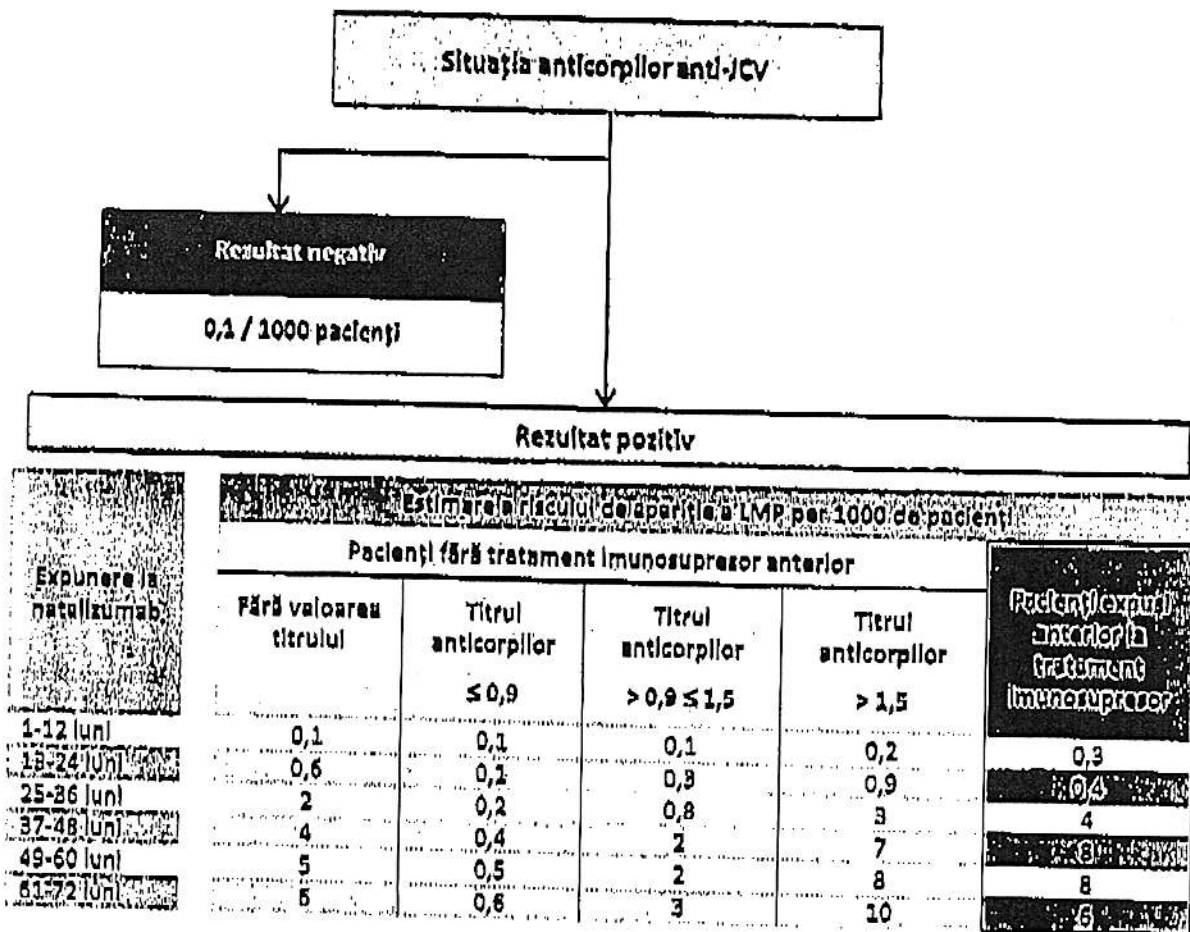 Situația anticorpilor anti-JCV
Rezultat negativ
0,1 / 1000 pacienți
Rezultat pozitiv
Expunere la
natalizumab
Estimarea riscului de apariție a LMP per 1000 de pacienți
Pacienți fără tratament imunosupresor anterior
Pacienți expuși
anterior la
tratament
imunosupresor
Fără valoarea
titrului
Titrul
anticorpilor
≤ 0,9
Titrul
anticorpilor
> 0,9 ≤ 1,5
Titrul
anticorpilor
> 1,5
1-12 luni 0,1 0,1 0,1 0,2 0,3
13-24 luni 0,6 0,1 0,3 0,9 0,4
25-36 luni 2 0,2 0,8 3 4
37-48 luni 4 0,4 2 7 8
49-60 luni 5 0,5 2 8 8
61-72 luni 0,6 3 10 6